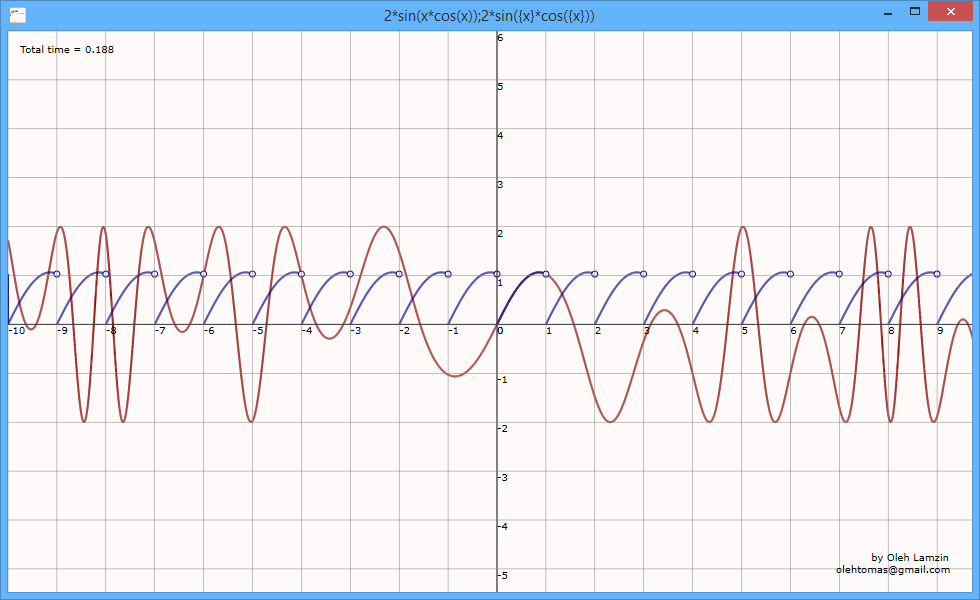 2*sin(x*cos(x));2*sin({x}*cos({x}))
Total time = 0.188
6
5
4
3
2
1
-10 -9 -8 -7 -6 -5 -4 -3 -2 -1 0 1 2 3 4 5 6 7 8 9
-1
-2
-3
-4
-5
by Oleh Lamzin
olehtomas@gmail.com